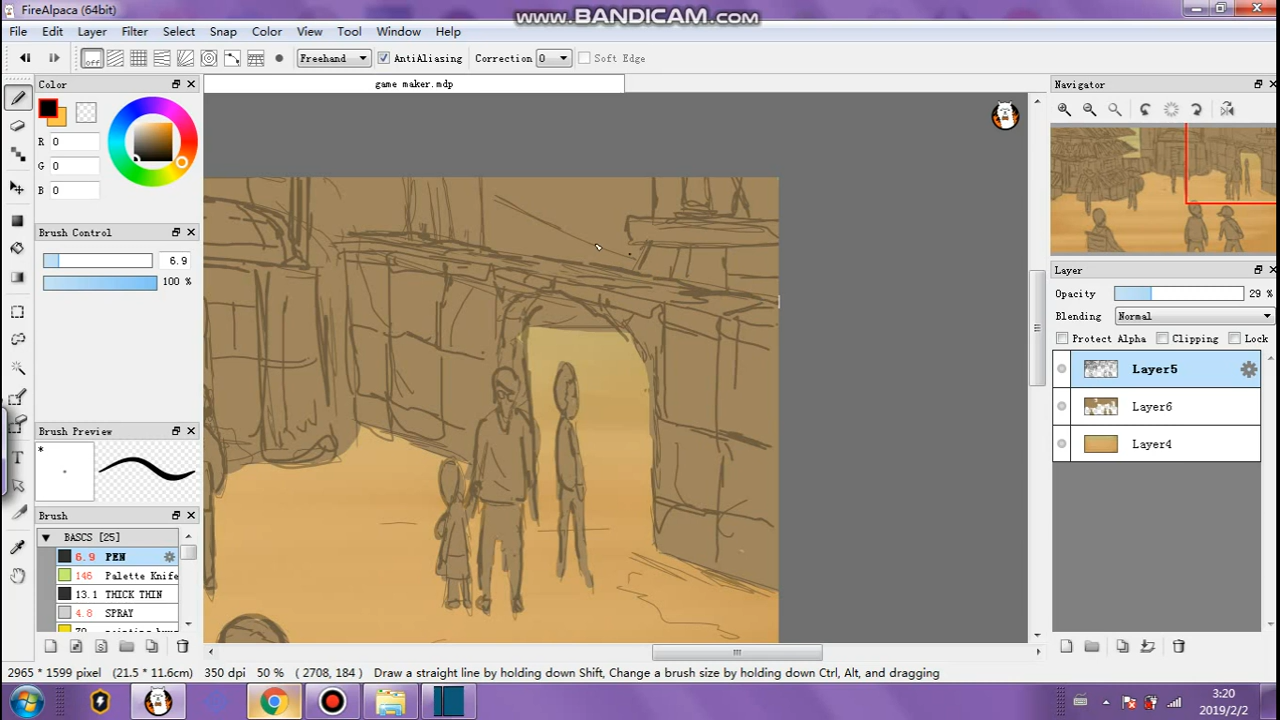 FireAlpaca (64bit)
www.BANDICAM.com
File Edit Layer Filter Select Snap Color View Tool Window Help
off Freehand AntiAliasing Correction 0 Soft Edge
Color
game maker.mdp
Navigator
R 0
G 0
B 0
Brush Control
6.9
100 %
Layer
Opacity 29 %
Blending Normal
Protect Alpha Clipping Lock
Layer5
Layer6
Layer4
Brush Preview
*
T
Brush
BASCS [25]
6.9 PEN
146 Palette Knife
13.1 THICK THIN
4.8 SPRAY
2965 * 1599 pixel (21.5 * 11.6cm) 350 dpi 50 % ( 2708, 184 ) Draw a straight line by holding down Shift, Change a brush size by holding down Ctrl, Alt, and dragging
3:20
2019/2/2